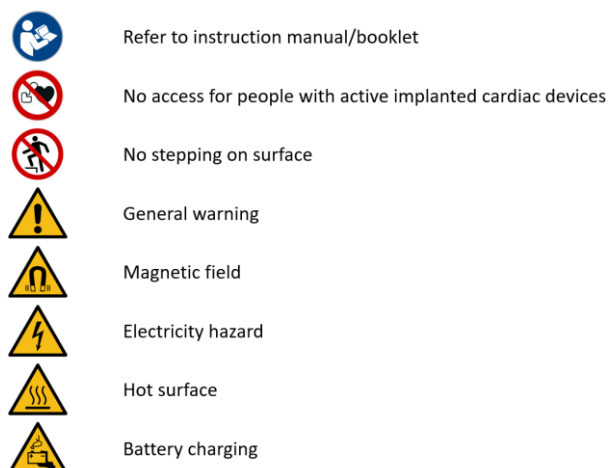 Refer to instruction manual/booklet
No access for people with active implanted cardiac devices
No stepping on surface
General warning
Magnetic field
Electricity hazard
Hot surface
Battery charging